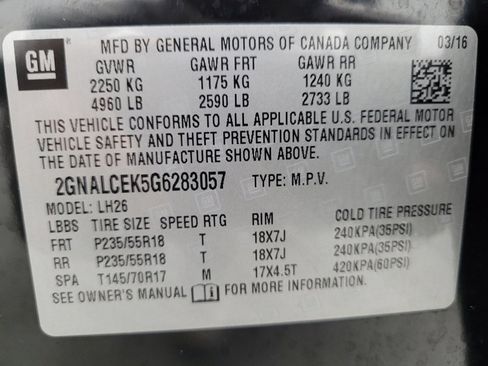 GM MFD BY GENERAL MOTORS OF CANADA COMPANY 03/16
GVWR GAWR FRT GAWR RR
2250 KG 1175 KG 1240 KG
4960 LB 2590 LB 2733 LB
THIS VEHICLE CONFORMS TO ALL APPLICABLE U.S. FEDERAL MOTOR
VEHICLE SAFETY AND THEFT PREVENTION STANDARDS IN EFFECT ON
THE DATE OF MANUFACTURE SHOWN ABOVE.
2GNALCEK5G6283057 TYPE: M.P.V.
MODEL: LH26
LBBS TIRE SIZE SPEED RTG RIM COLD TIRE PRESSURE
FRT P235/55R18 T 18X7J 240KPA(35PSI)
RR P235/55R18 T 18X7J 240KPA(35PSI)
SPA T145/70R17 M 17X4.5T 420KPA(60PSI)
SEE OWNER'S MANUAL FOR MORE INFORMATION.